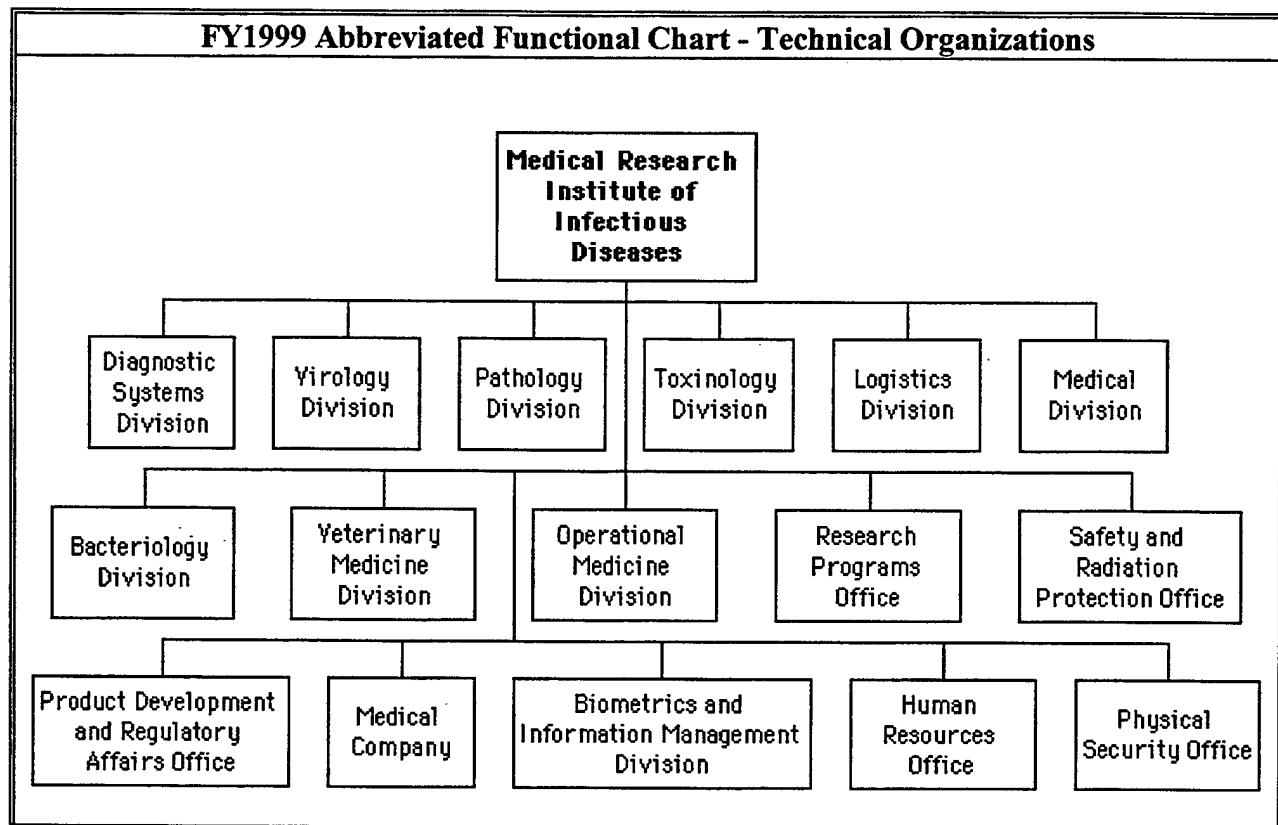 FY1999 Abbreviated Functional Chart - Technical Organizations
Medical Research
Institute of
Infectious
Diseases
Diagnostic
Systems
Division
Virology
Division
Pathology
Division
Toxinology
Division
Logistics
Division
Medical
Division
Bacteriology
Division
Veterinary
Medicine
Division
Operational
Medicine
Division
Research
Programs
Office
Safety and
Radiation
Protection Office
Product Development
and Regulatory
Affairs Office
Medical
Company
Biometrics and
Information Management
Division
Human
Resources
Office
Physical
Security Office